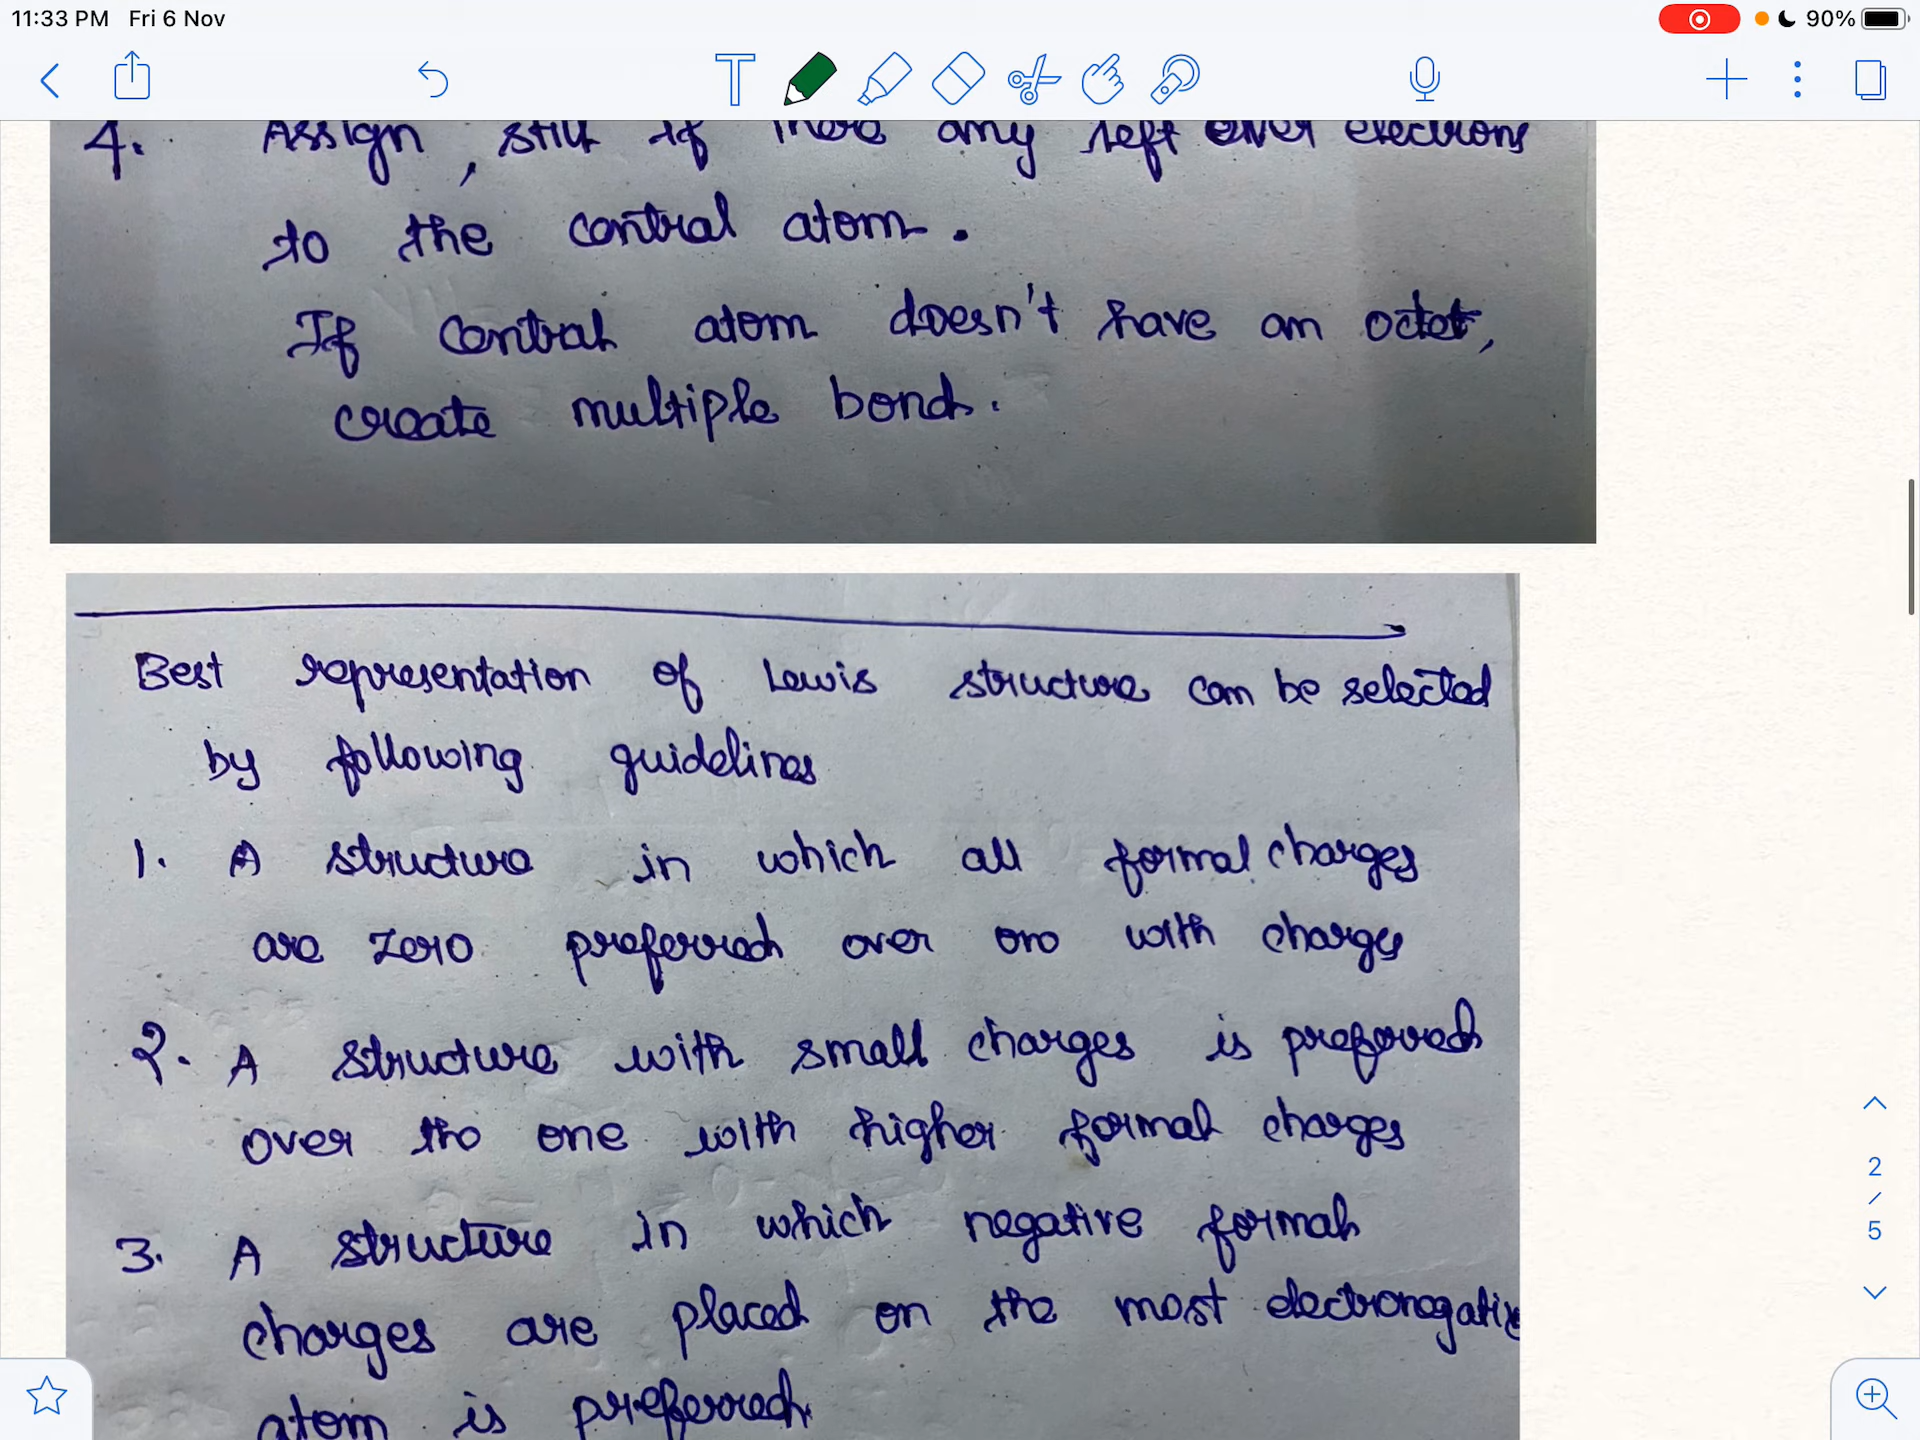 11:33 PM Fri 6 Nov
90%
T
4. Assign, still if there any left over electrons
to the central atom.
If central atom doesn't have an octet,
create multiple bond.
Best representation of Lewis structure can be selected
by following guidelines
1. A structure in which all formal charges
are zero preferred over one with charges
2. A structure with small charges is preferred
over the one with higher formal charges
3. A structure in which negative formal
charges are placed on the most electronegative
atom is preferred.
2
/
5